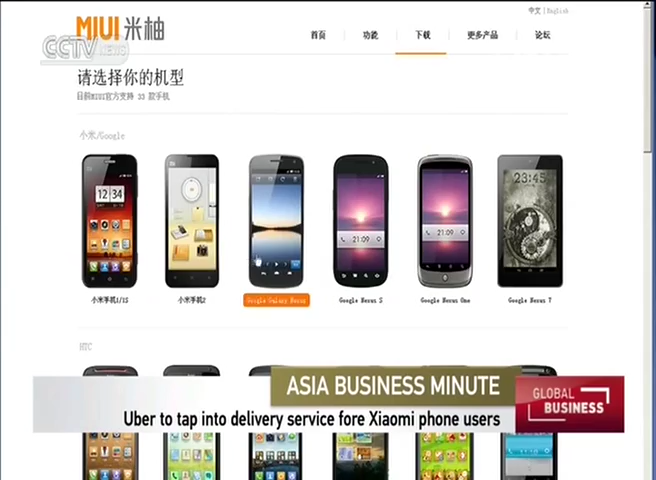 中文 | English
MIUI 米柚
CCTV NEWS
首页 功能 下载 更多产品 论坛
请选择你的机型
目前MIUI官方支持 33 款手机
小米/Google
12 34
21:09
21:09
23:45
小米手机1/1S 小米手机2 Google Galaxy Nexus Google Nexus S Google Nexus One Google Nexus 7
HTC
ASIA BUSINESS MINUTE
GLOBAL
BUSINESS
Uber to tap into delivery service fore Xiaomi phone users